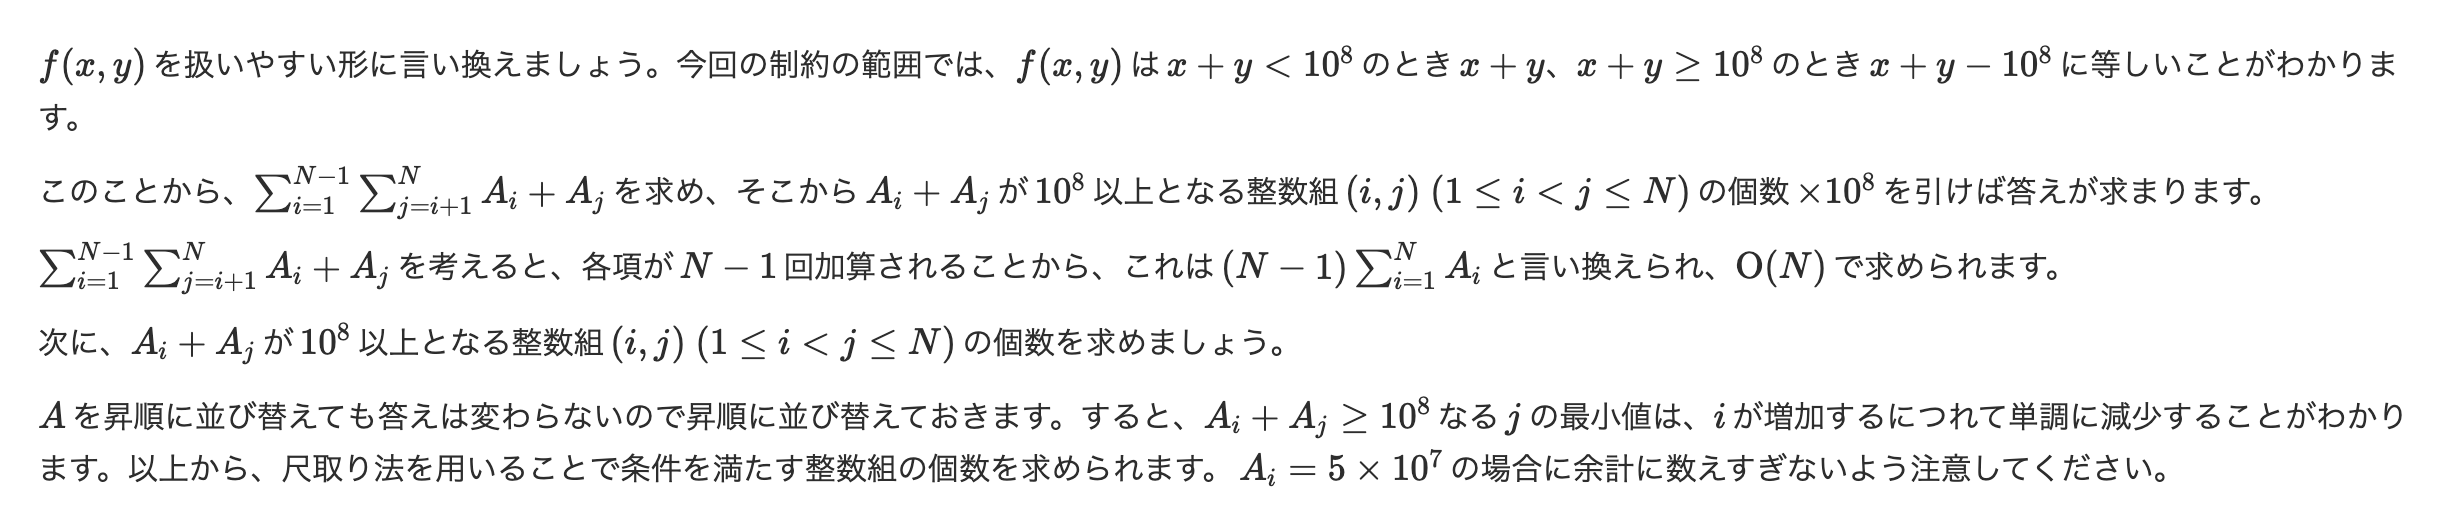 f(x, y) を扱いやすい形に言い換えましょう。今回の制約の範囲では、f(x, y) は x + y < 10^8 のとき x + y、x + y ≥ 10^8 のとき x + y − 10^8 に等しいことがわかりま
す。
このことから、∑_{i=1}^{N−1} ∑_{j=i+1}^{N} A_i + A_j を求め、そこから A_i + A_j が 10^8 以上となる整数組 (i, j) (1 ≤ i < j ≤ N) の個数 ×10^8 を引けば答えが求まります。
∑_{i=1}^{N−1} ∑_{j=i+1}^{N} A_i + A_j を考えると、各項が N − 1 回加算されることから、これは (N − 1) ∑_{i=1}^{N} A_i と言い換えられ、O(N) で求められます。
次に、A_i + A_j が 10^8 以上となる整数組 (i, j) (1 ≤ i < j ≤ N) の個数を求めましょう。
A を昇順に並び替えても答えは変わらないので昇順に並び替えておきます。すると、A_i + A_j ≥ 10^8 なる j の最小値は、i が増加するにつれて単調に減少することがわかり
ます。以上から、尺取り法を用いることで条件を満たす整数組の個数を求められます。 A_i = 5 × 10^7 の場合に余計に数えすぎないよう注意してください。